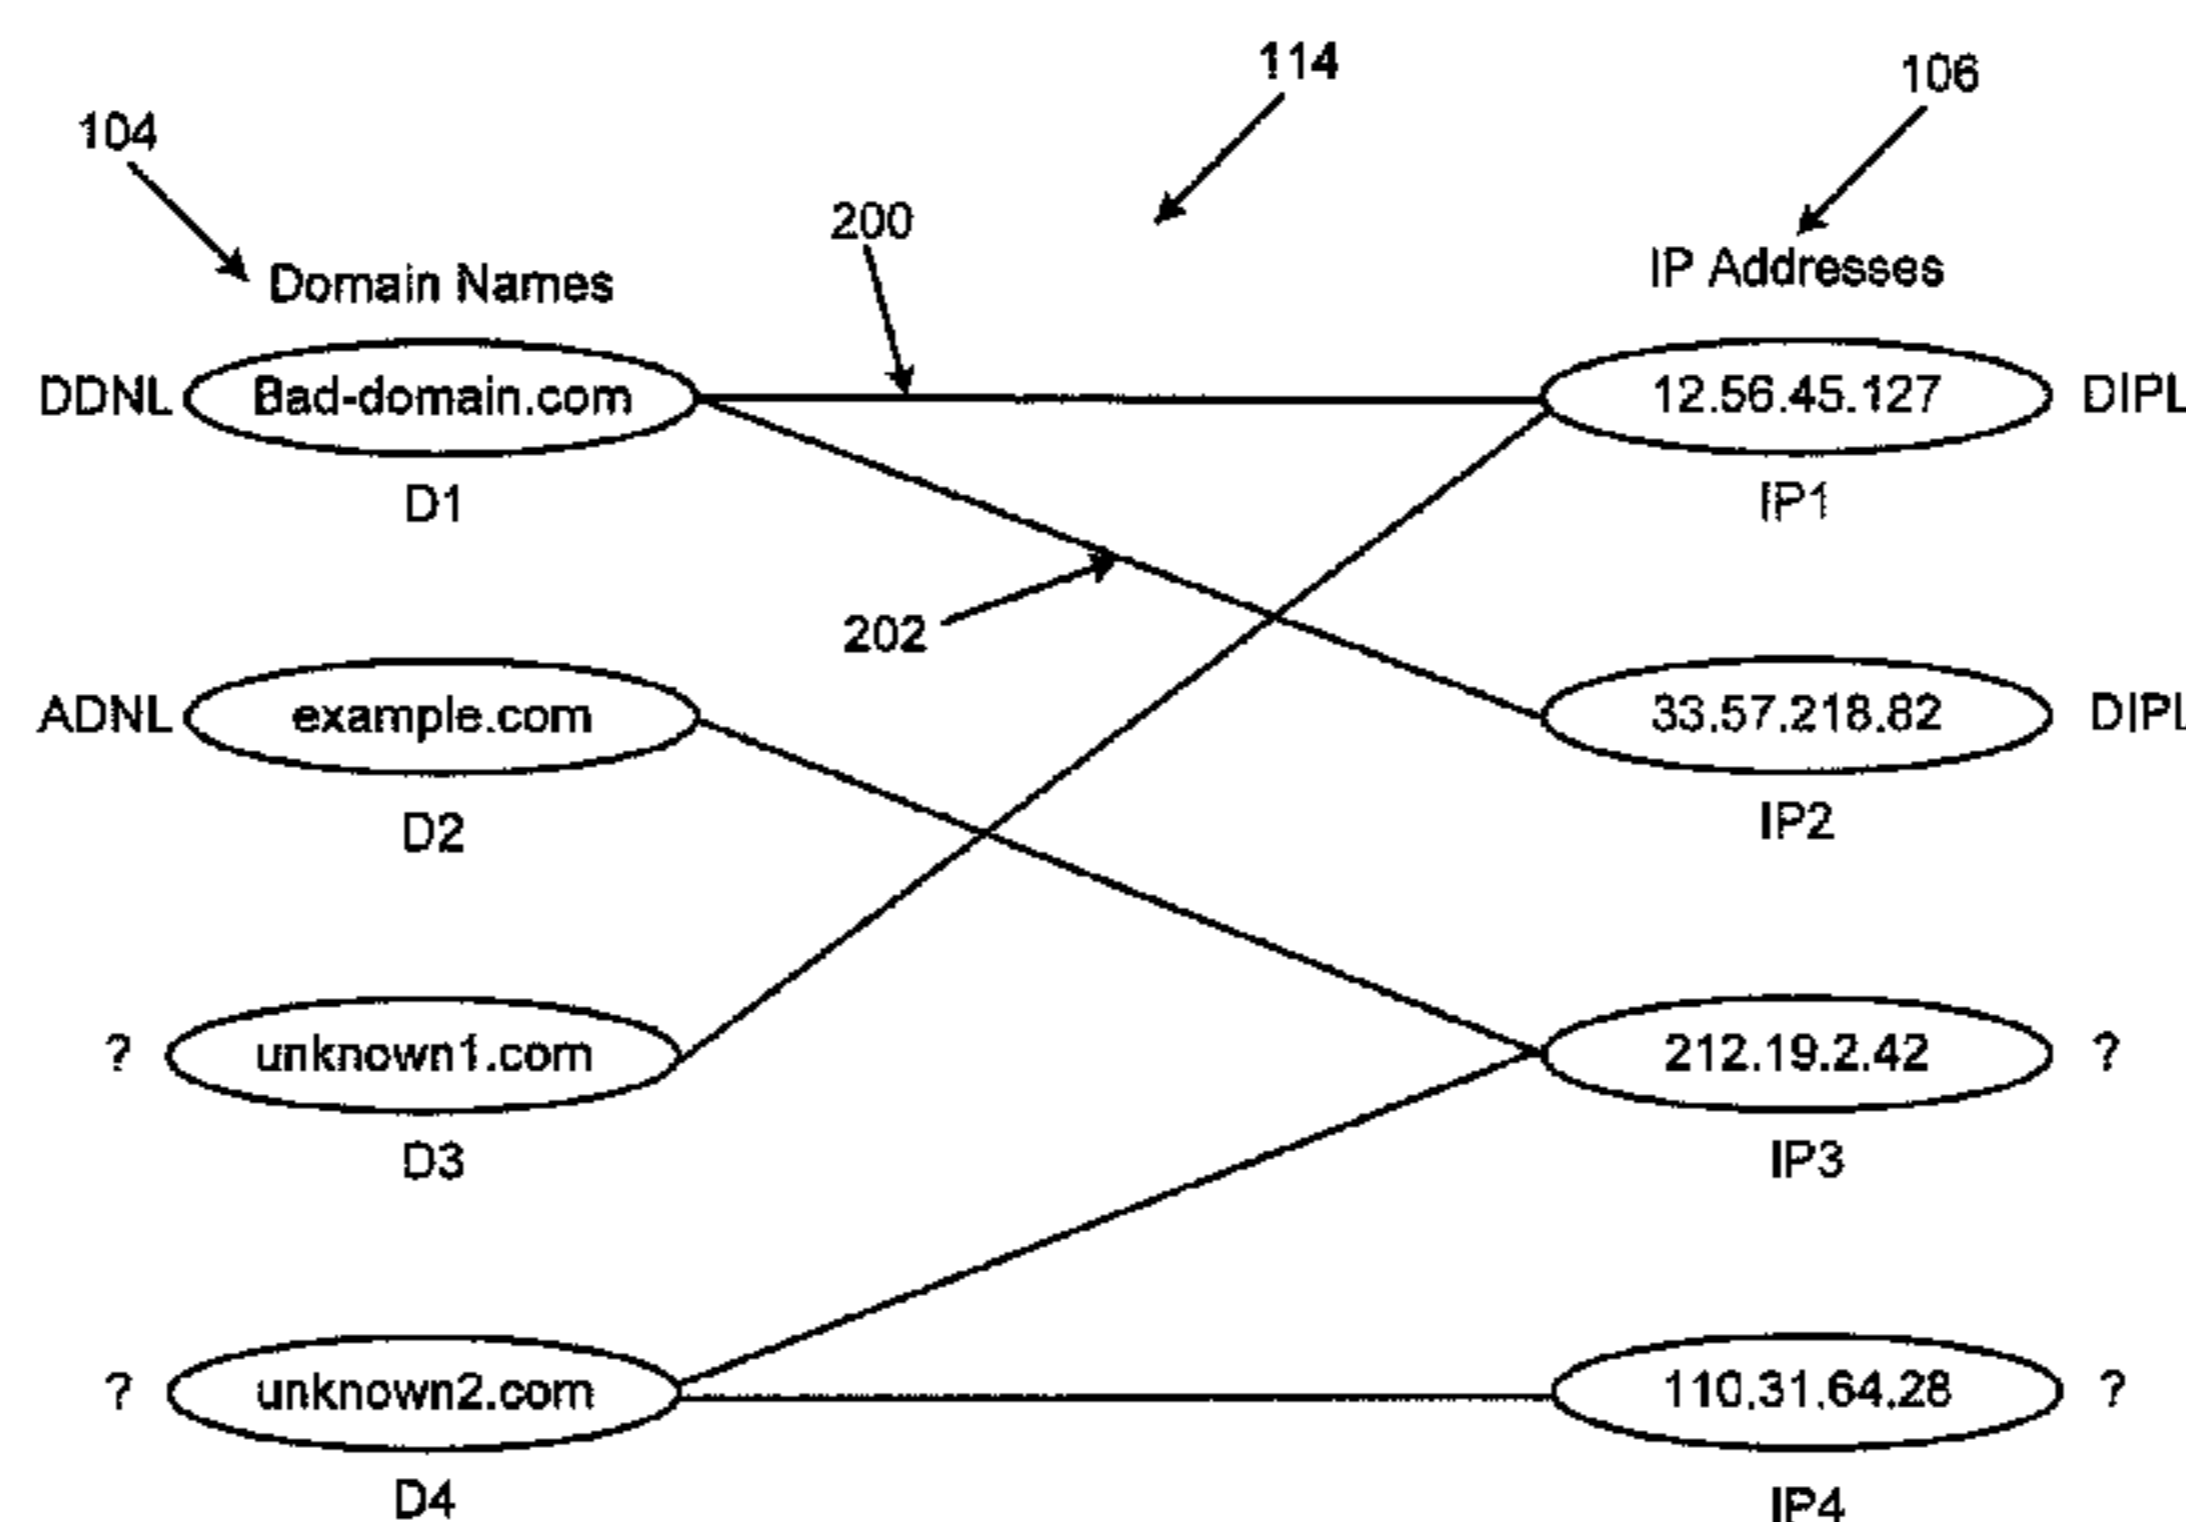 114
106
104
200
Domain Names
IP Addresses
DDNL Bad-domain.com 12.56.45.127 DIPL
D1 IP1
202
ADNL example.com 33.57.218.82 DIPL
D2 IP2
? unknown1.com 212.19.2.42 ?
D3 IP3
? unknown2.com 110.31.64.28 ?
D4 IP4